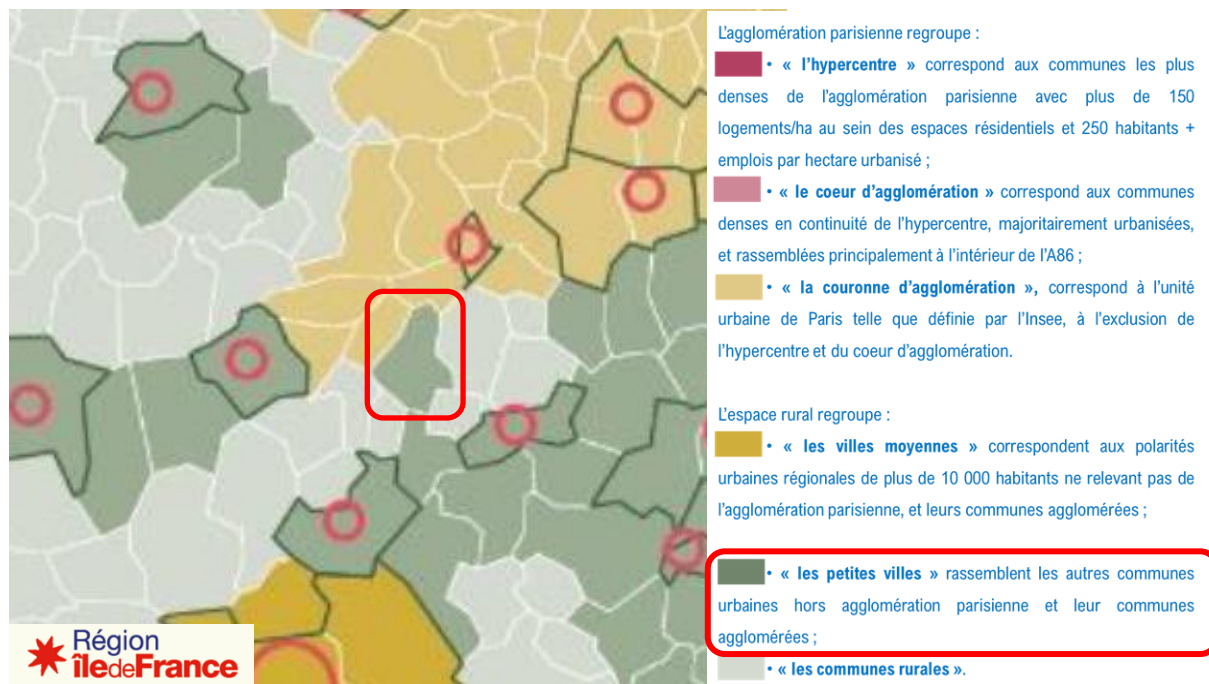 L'agglomération parisienne regroupe :
• « l'hypercentre » correspond aux communes les plus
denses de l'agglomération parisienne avec plus de 150
logements/ha au sein des espaces résidentiels et 250 habitants +
emplois par hectare urbanisé ;
• « le coeur d'agglomération » correspond aux communes
denses en continuité de l'hypercentre, majoritairement urbanisées,
et rassemblées principalement à l'intérieur de l'A86 ;
• « la couronne d'agglomération », correspond à l'unité
urbaine de Paris telle que définie par l'Insee, à l'exclusion de
l'hypercentre et du coeur d'agglomération.
L'espace rural regroupe :
• « les villes moyennes » correspondent aux polarités
urbaines régionales de plus de 10 000 habitants ne relevant pas de
l'agglomération parisienne, et leurs communes agglomérées ;
• « les petites villes » rassemblent les autres communes
urbaines hors agglomération parisienne et leur communes
agglomérées ;
• « les communes rurales ».
Région
îledeFrance